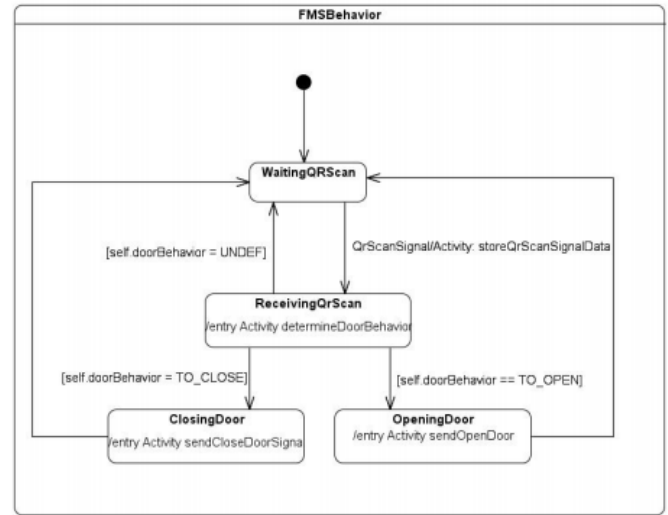 FMSBehavior
WaitingQRScan
[self.doorBehavior = UNDEF]
QrScanSignal/Activity: storeQrScanSignalData
ReceivingQrScan
/entry Activity determineDoorBehavior
[self.doorBehavior = TO_CLOSE]
[self.doorBehavior == TO_OPEN]
ClosingDoor
/entry Activity sendCloseDoorSigna
OpeningDoor
/entry Activity sendOpenDoor